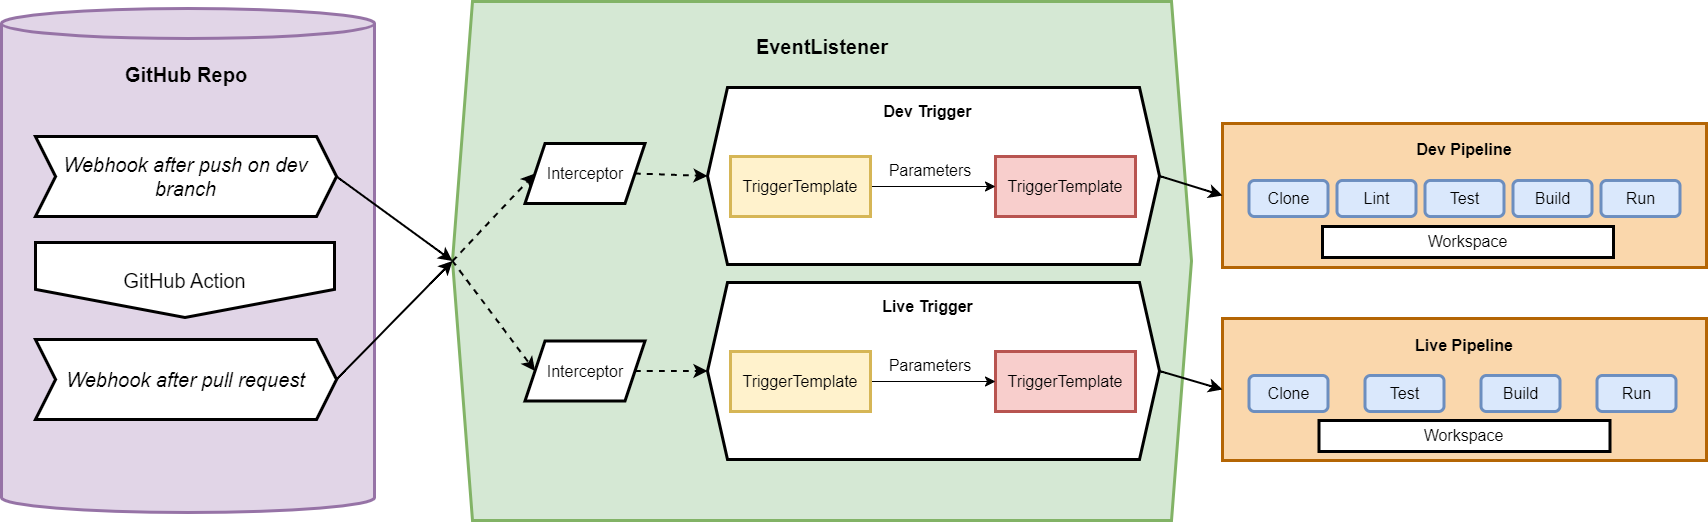 GitHub Repo
Webhook after push on dev
branch
GitHub Action
Webhook after pull request
EventListener
Interceptor
Dev Trigger
TriggerTemplate
Parameters
TriggerTemplate
Interceptor
Live Trigger
TriggerTemplate
Parameters
TriggerTemplate
Dev Pipeline
Clone
Lint
Test
Build
Run
Workspace
Live Pipeline
Clone
Test
Build
Run
Workspace